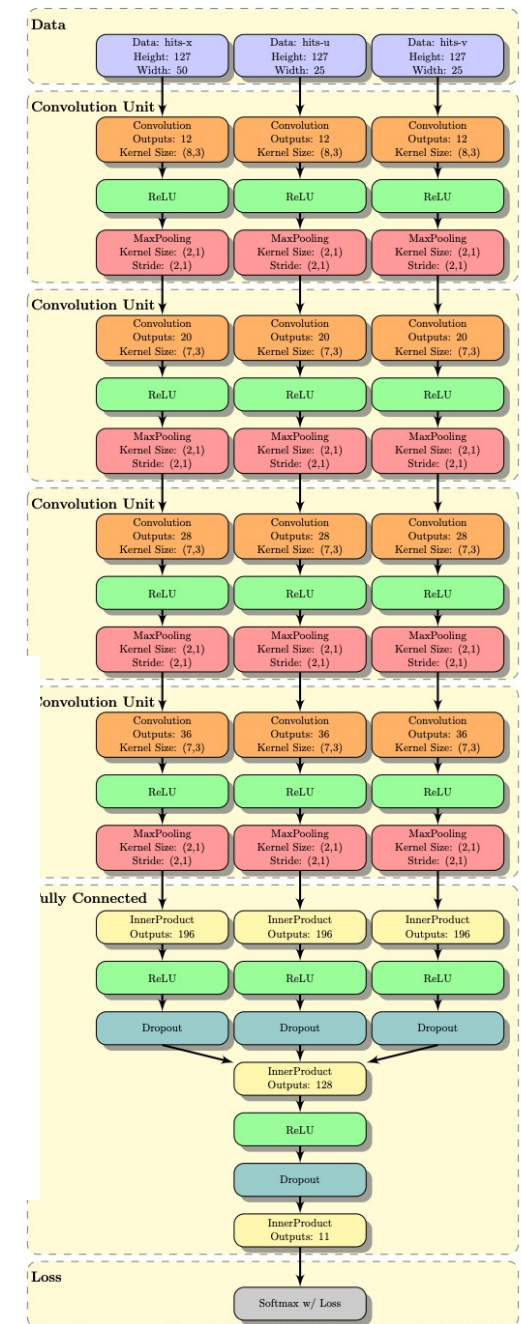 Data
Data: hits-x
Height: 127
Width: 50
Data: hits-u
Height: 127
Width: 25
Data: hits-v
Height: 127
Width: 25
Convolution Unit
Convolution
Outputs: 12
Kernel Size: (8,3)
Convolution
Outputs: 12
Kernel Size: (8,3)
Convolution
Outputs: 12
Kernel Size: (8,3)
ReLU
ReLU
ReLU
MaxPooling
Kernel Size: (2,1)
Stride: (2,1)
MaxPooling
Kernel Size: (2,1)
Stride: (2,1)
MaxPooling
Kernel Size: (2,1)
Stride: (2,1)
Convolution Unit
Convolution
Outputs: 20
Kernel Size: (7,3)
Convolution
Outputs: 20
Kernel Size: (7,3)
Convolution
Outputs: 20
Kernel Size: (7,3)
ReLU
ReLU
ReLU
MaxPooling
Kernel Size: (2,1)
Stride: (2,1)
MaxPooling
Kernel Size: (2,1)
Stride: (2,1)
MaxPooling
Kernel Size: (2,1)
Stride: (2,1)
Convolution Unit
Convolution
Outputs: 28
Kernel Size: (7,3)
Convolution
Outputs: 28
Kernel Size: (7,3)
Convolution
Outputs: 28
Kernel Size: (7,3)
ReLU
ReLU
ReLU
MaxPooling
Kernel Size: (2,1)
Stride: (2,1)
MaxPooling
Kernel Size: (2,1)
Stride: (2,1)
MaxPooling
Kernel Size: (2,1)
Stride: (2,1)
Convolution Unit
Convolution
Outputs: 36
Kernel Size: (7,3)
Convolution
Outputs: 36
Kernel Size: (7,3)
Convolution
Outputs: 36
Kernel Size: (7,3)
ReLU
ReLU
ReLU
MaxPooling
Kernel Size: (2,1)
Stride: (2,1)
MaxPooling
Kernel Size: (2,1)
Stride: (2,1)
MaxPooling
Kernel Size: (2,1)
Stride: (2,1)
Fully Connected
InnerProduct
Outputs: 196
InnerProduct
Outputs: 196
InnerProduct
Outputs: 196
ReLU
ReLU
ReLU
Dropout
Dropout
Dropout
InnerProduct
Outputs: 128
ReLU
Dropout
InnerProduct
Outputs: 11
Loss
Softmax w/ Loss